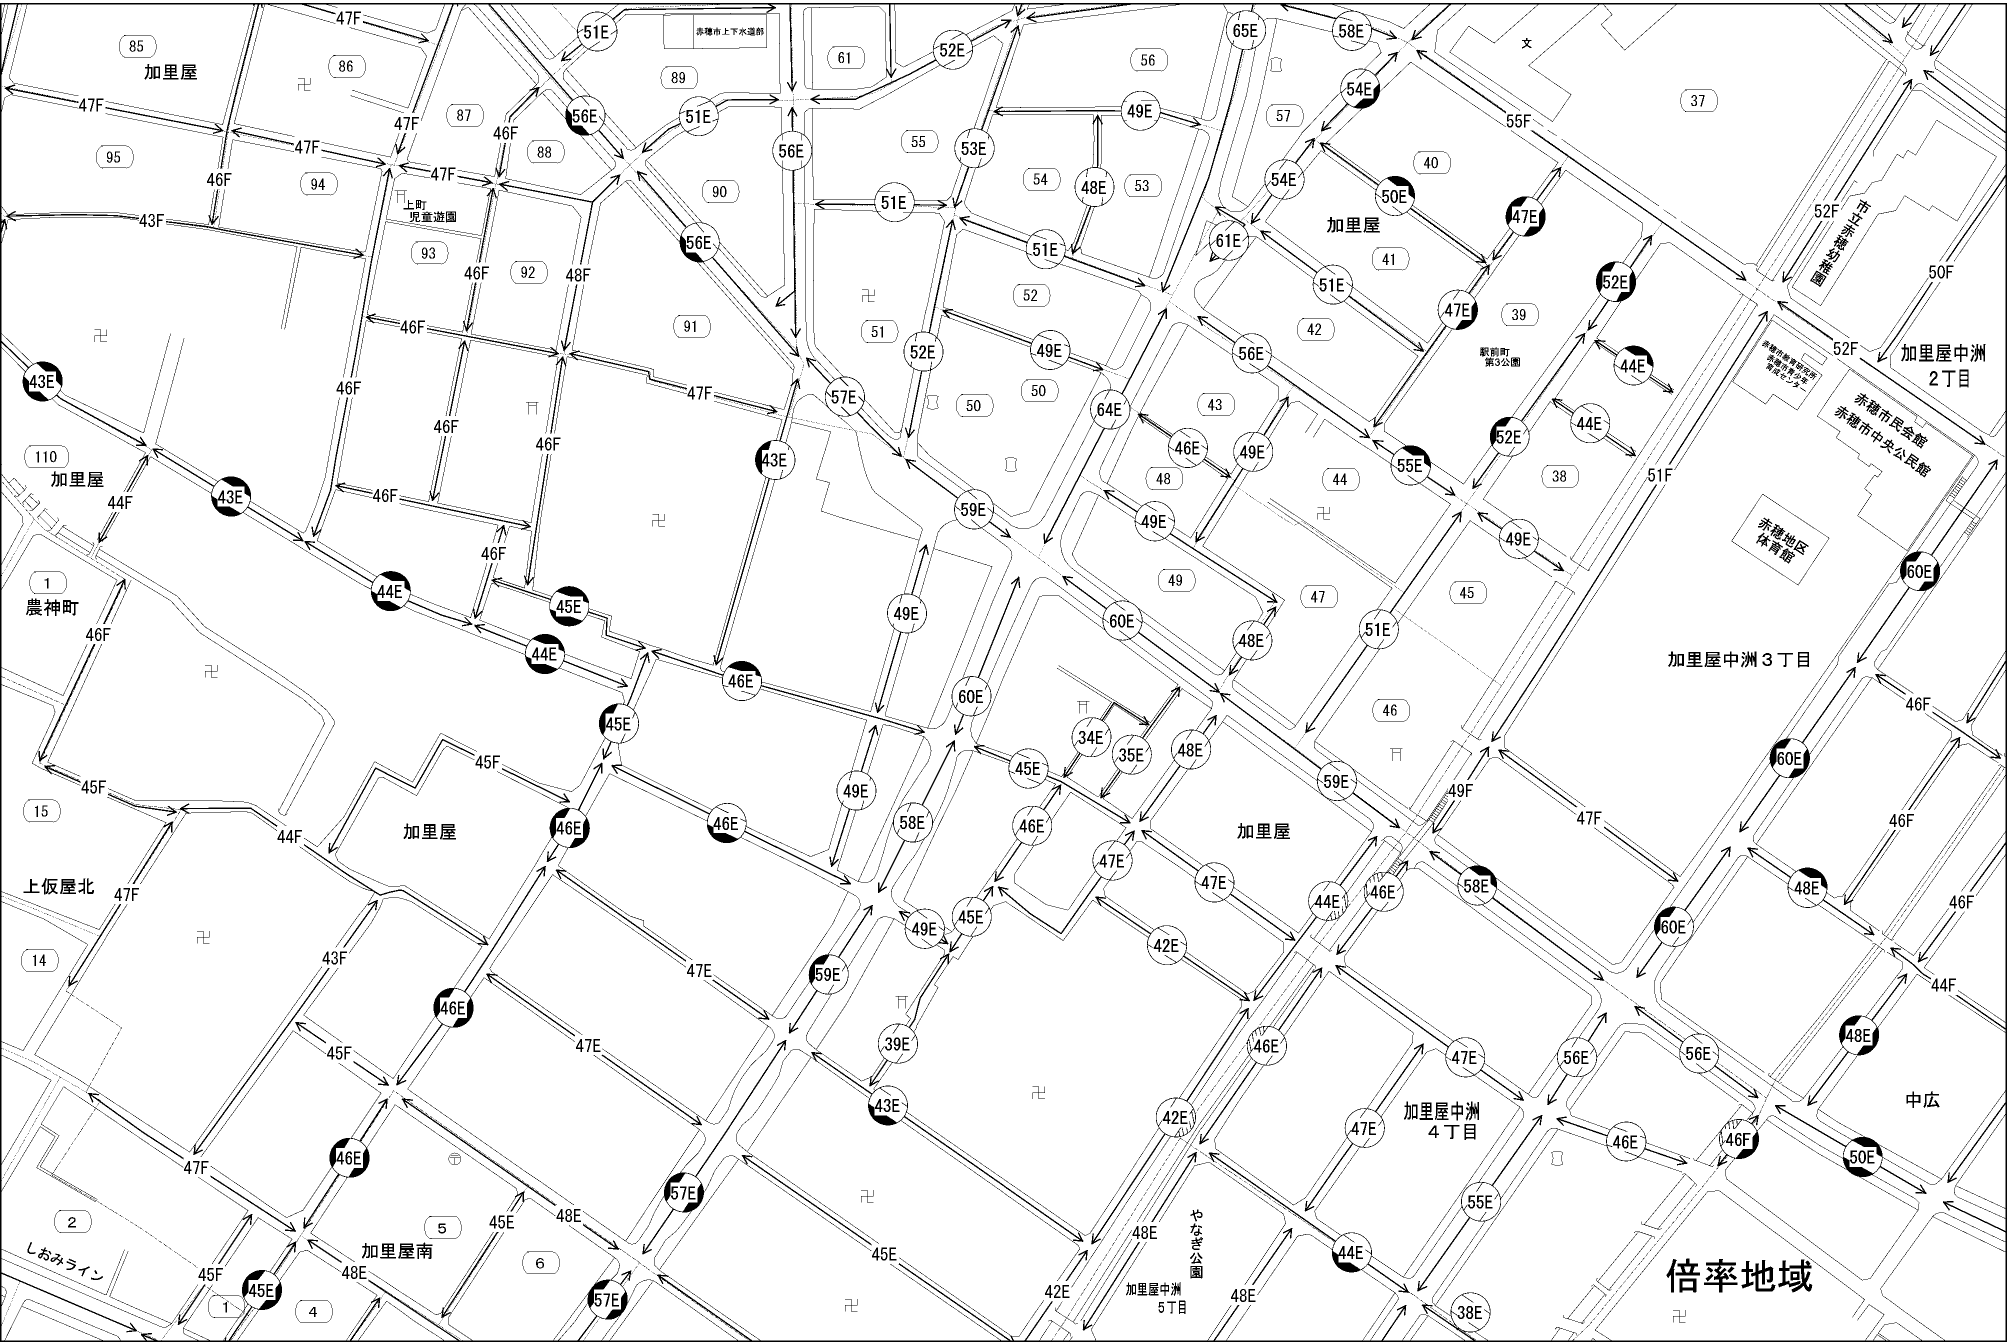 47F
51E
赤穂市上下水道部
65E
58E
85
加里屋
86
61
52E
56
文
卍
89
54E
37
47F
87
56E
51E
49E
57
55F
95
47F
46F
88
56E
55
53E
40
94
46F
47F
90
54
48E
53
54E
50E
51E
47E
52F
市立赤穂幼稚園
上町
児童遊園
43F
加里屋
93
46F
92
48F
56E
51E
61E
41
50F
52E
52
51E
39
91
51
42
47E
46F
52E
49E
56E
駅前町
第3公園
44E
52F
加里屋中洲
2丁目
43E
46F
47F
57E
50
50
64E
43
44E
赤穂市民会館
赤穂市中央公民館
46F
46F
49E
46E
52E
110
加里屋
43E
55E
48
44
38
51F
43E
46F
44F
59E
49E
赤穂地区
体育館
49E
46F
60E
1
農神町
44E
45E
49
47
45
46F
49E
60E
51E
48E
44E
加里屋中洲3丁目
46E
60E
46F
46
45E
34E
35E
48E
45F
45E
60E
59E
45F
49E
49F
15
46E
46E
58E
46E
47F
46F
44F
加里屋
加里屋
47E
47E
上仮屋北
47F
44E
46E
58E
48E
46F
49E
45E
60E
42E
14
43F
47E
59E
44F
46E
39E
48E
45F
47E
46E
47E
56E
56E
43E
42E
加里屋中洲
4丁目
中広
47E
46E
46F
47F
46E
50E
57E
55E
2
5
45E
48E
やなぎ公園
48E
しおみライン
加里屋南
6
45E
44E
45F
48E
倍率地域
45E
42E
加里屋中洲
5丁目
48E
57E
1
4
38E